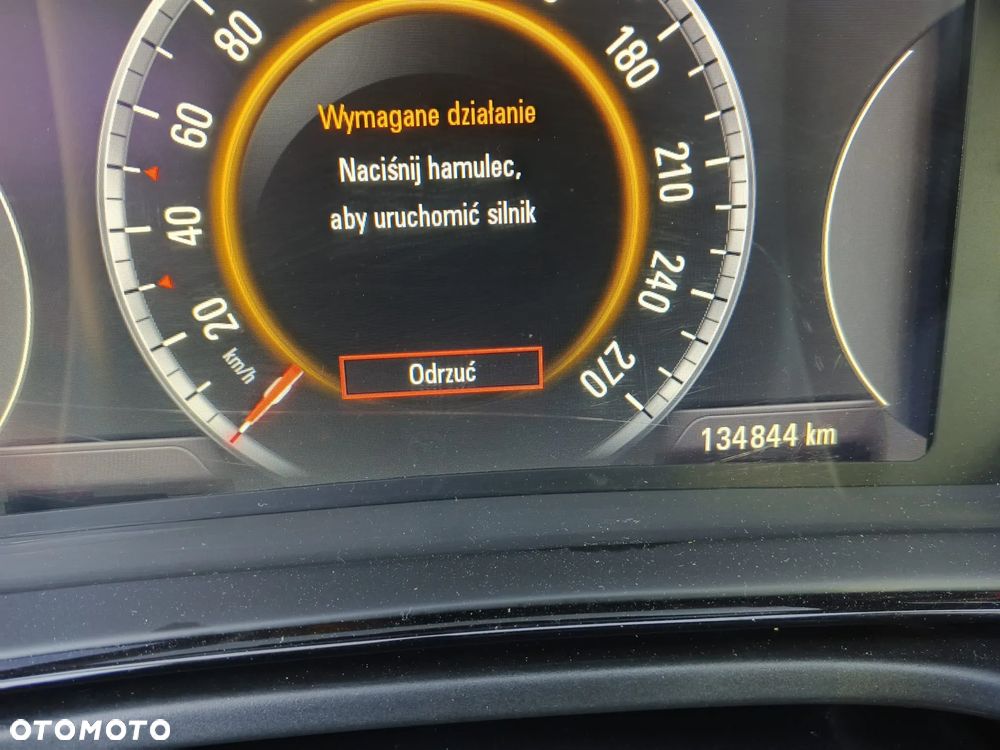 80
180
Wymagane działanie
60
Naciśnij hamulec,
210
40
aby uruchomić silnik
240
20
km/h
Odrzuć
270
134844 km
OTOMOTO